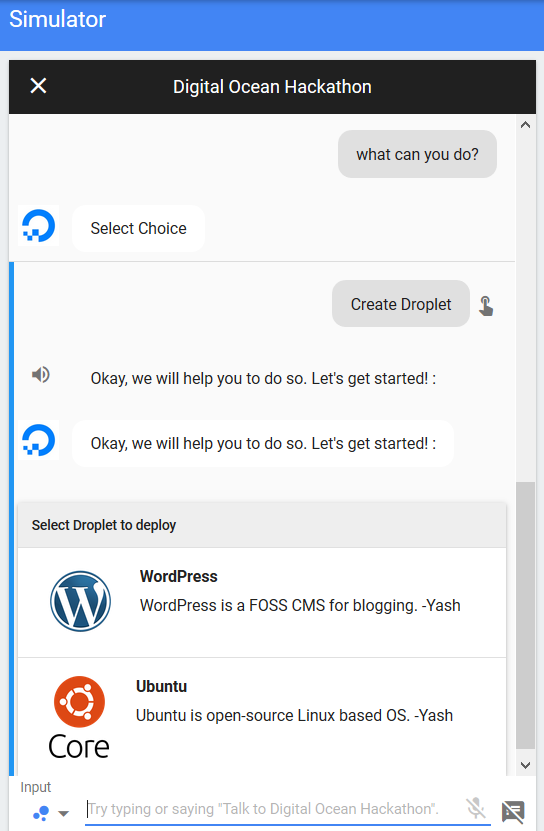 Simulator
Digital Ocean Hackathon
what can you do?
Select Choice
Create Droplet
Okay, we will help you to do so. Let's get started! :
Okay, we will help you to do so. Let's get started! :
Select Droplet to deploy
WordPress
WordPress is a FOSS CMS for blogging. -Yash
Ubuntu
Ubuntu is open-source Linux based OS. -Yash
Core
Input
Try typing or saying "Talk to Digital Ocean Hackathon".